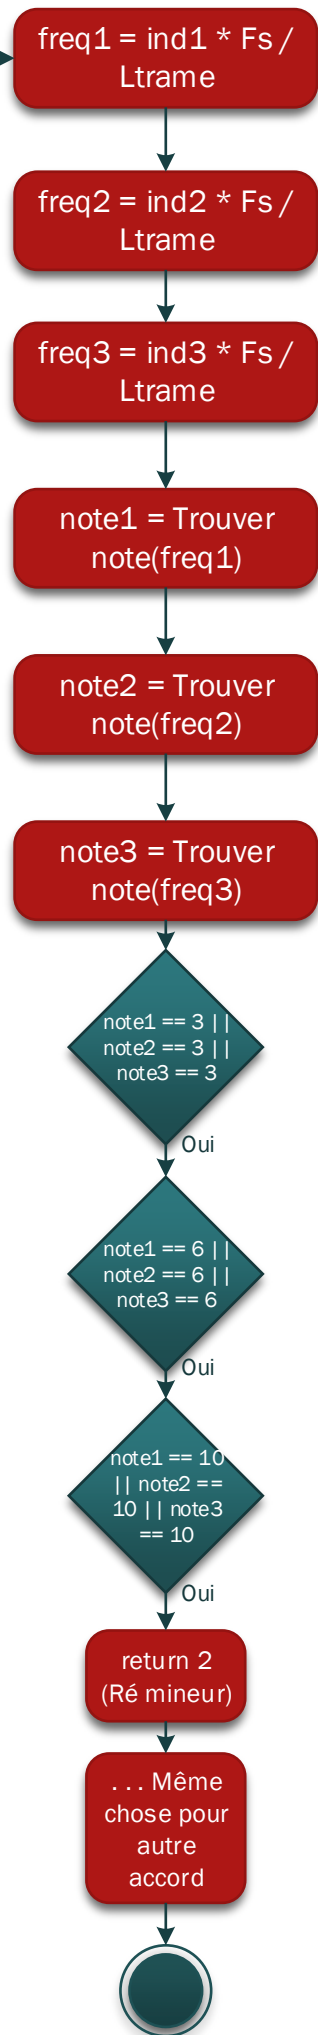 freq1 = ind1 * Fs /
Ltrame
freq2 = ind2 * Fs /
Ltrame
freq3 = ind3 * Fs /
Ltrame
note1 = Trouver
note(freq1)
note2 = Trouver
note(freq2)
note3 = Trouver
note(freq3)
note1 == 3 ||
note2 == 3 ||
note3 == 3
Oui
note1 == 6 ||
note2 == 6 ||
note3 == 6
Oui
note1 == 10
|| note2 ==
10 || note3
== 10
Oui
return 2
(Ré mineur)
... Même
chose pour
autre
accord